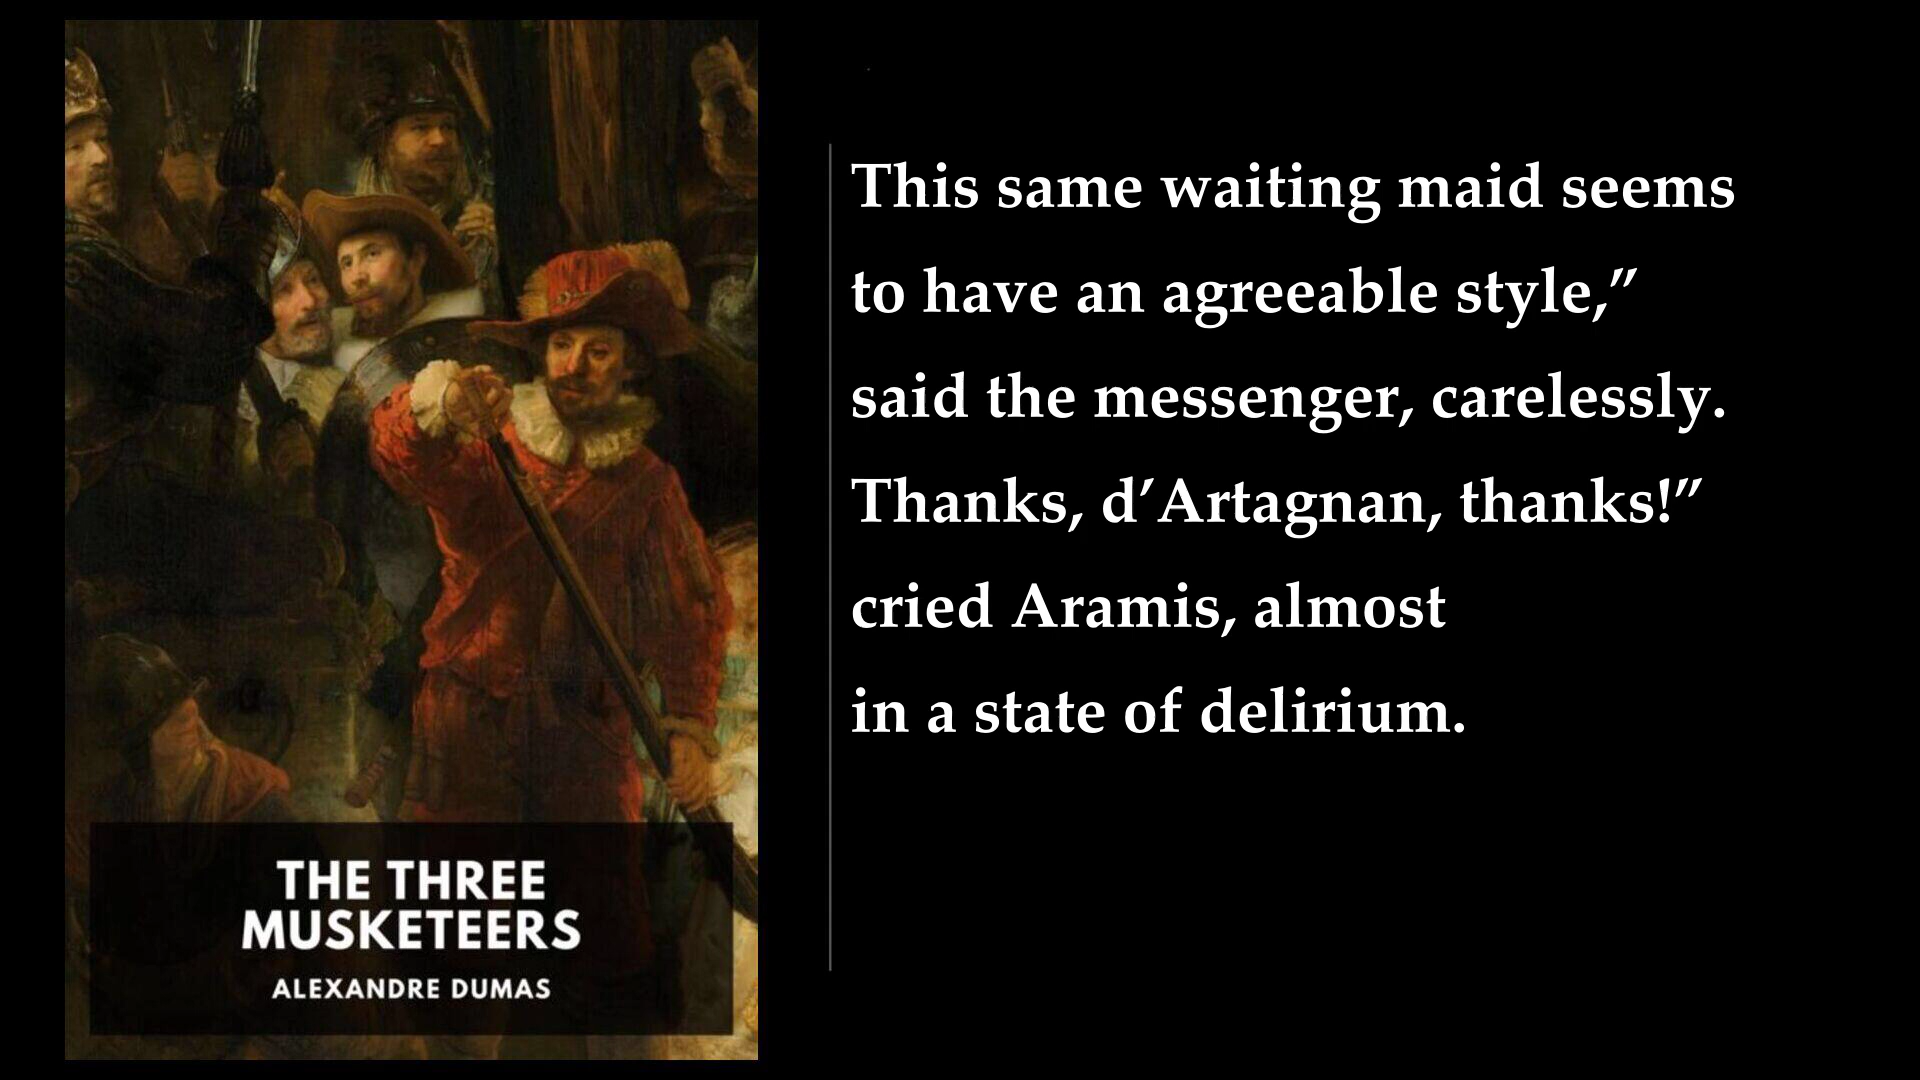 THE THREE
MUSKETEERS
ALEXANDRE DUMAS
This same waiting maid seems
to have an agreeable style,”
said the messenger, carelessly.
Thanks, d’Artagnan, thanks!”
cried Aramis, almost
in a state of delirium.